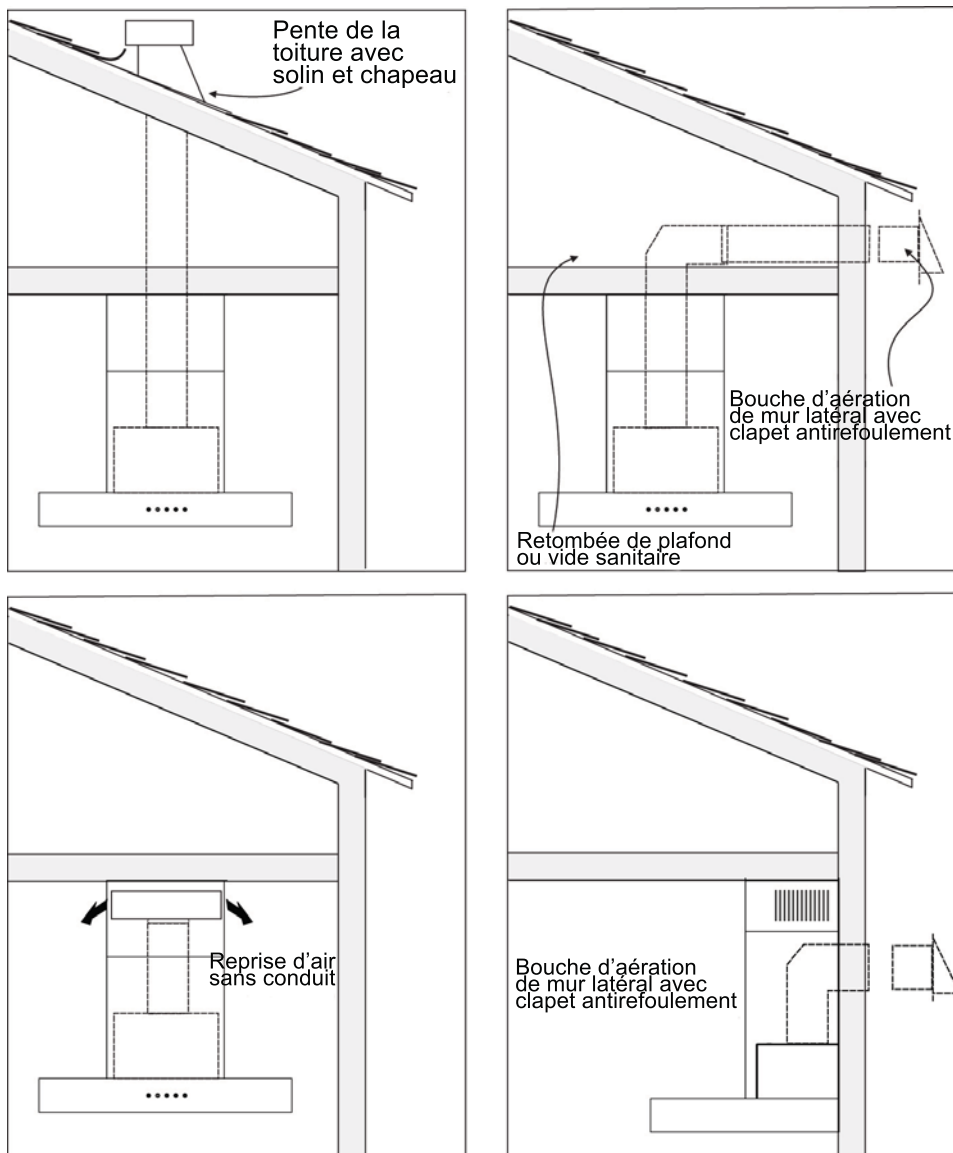 Pente de la
toiture avec
solin et chapeau
Bouche d'aération
de mur latéral avec
clapet antirefoulement
Retombée de plafond
ou vide sanitaire
Reprise d'air
sans conduit
Bouche d'aération
de mur latéral avec
clapet antirefoulement